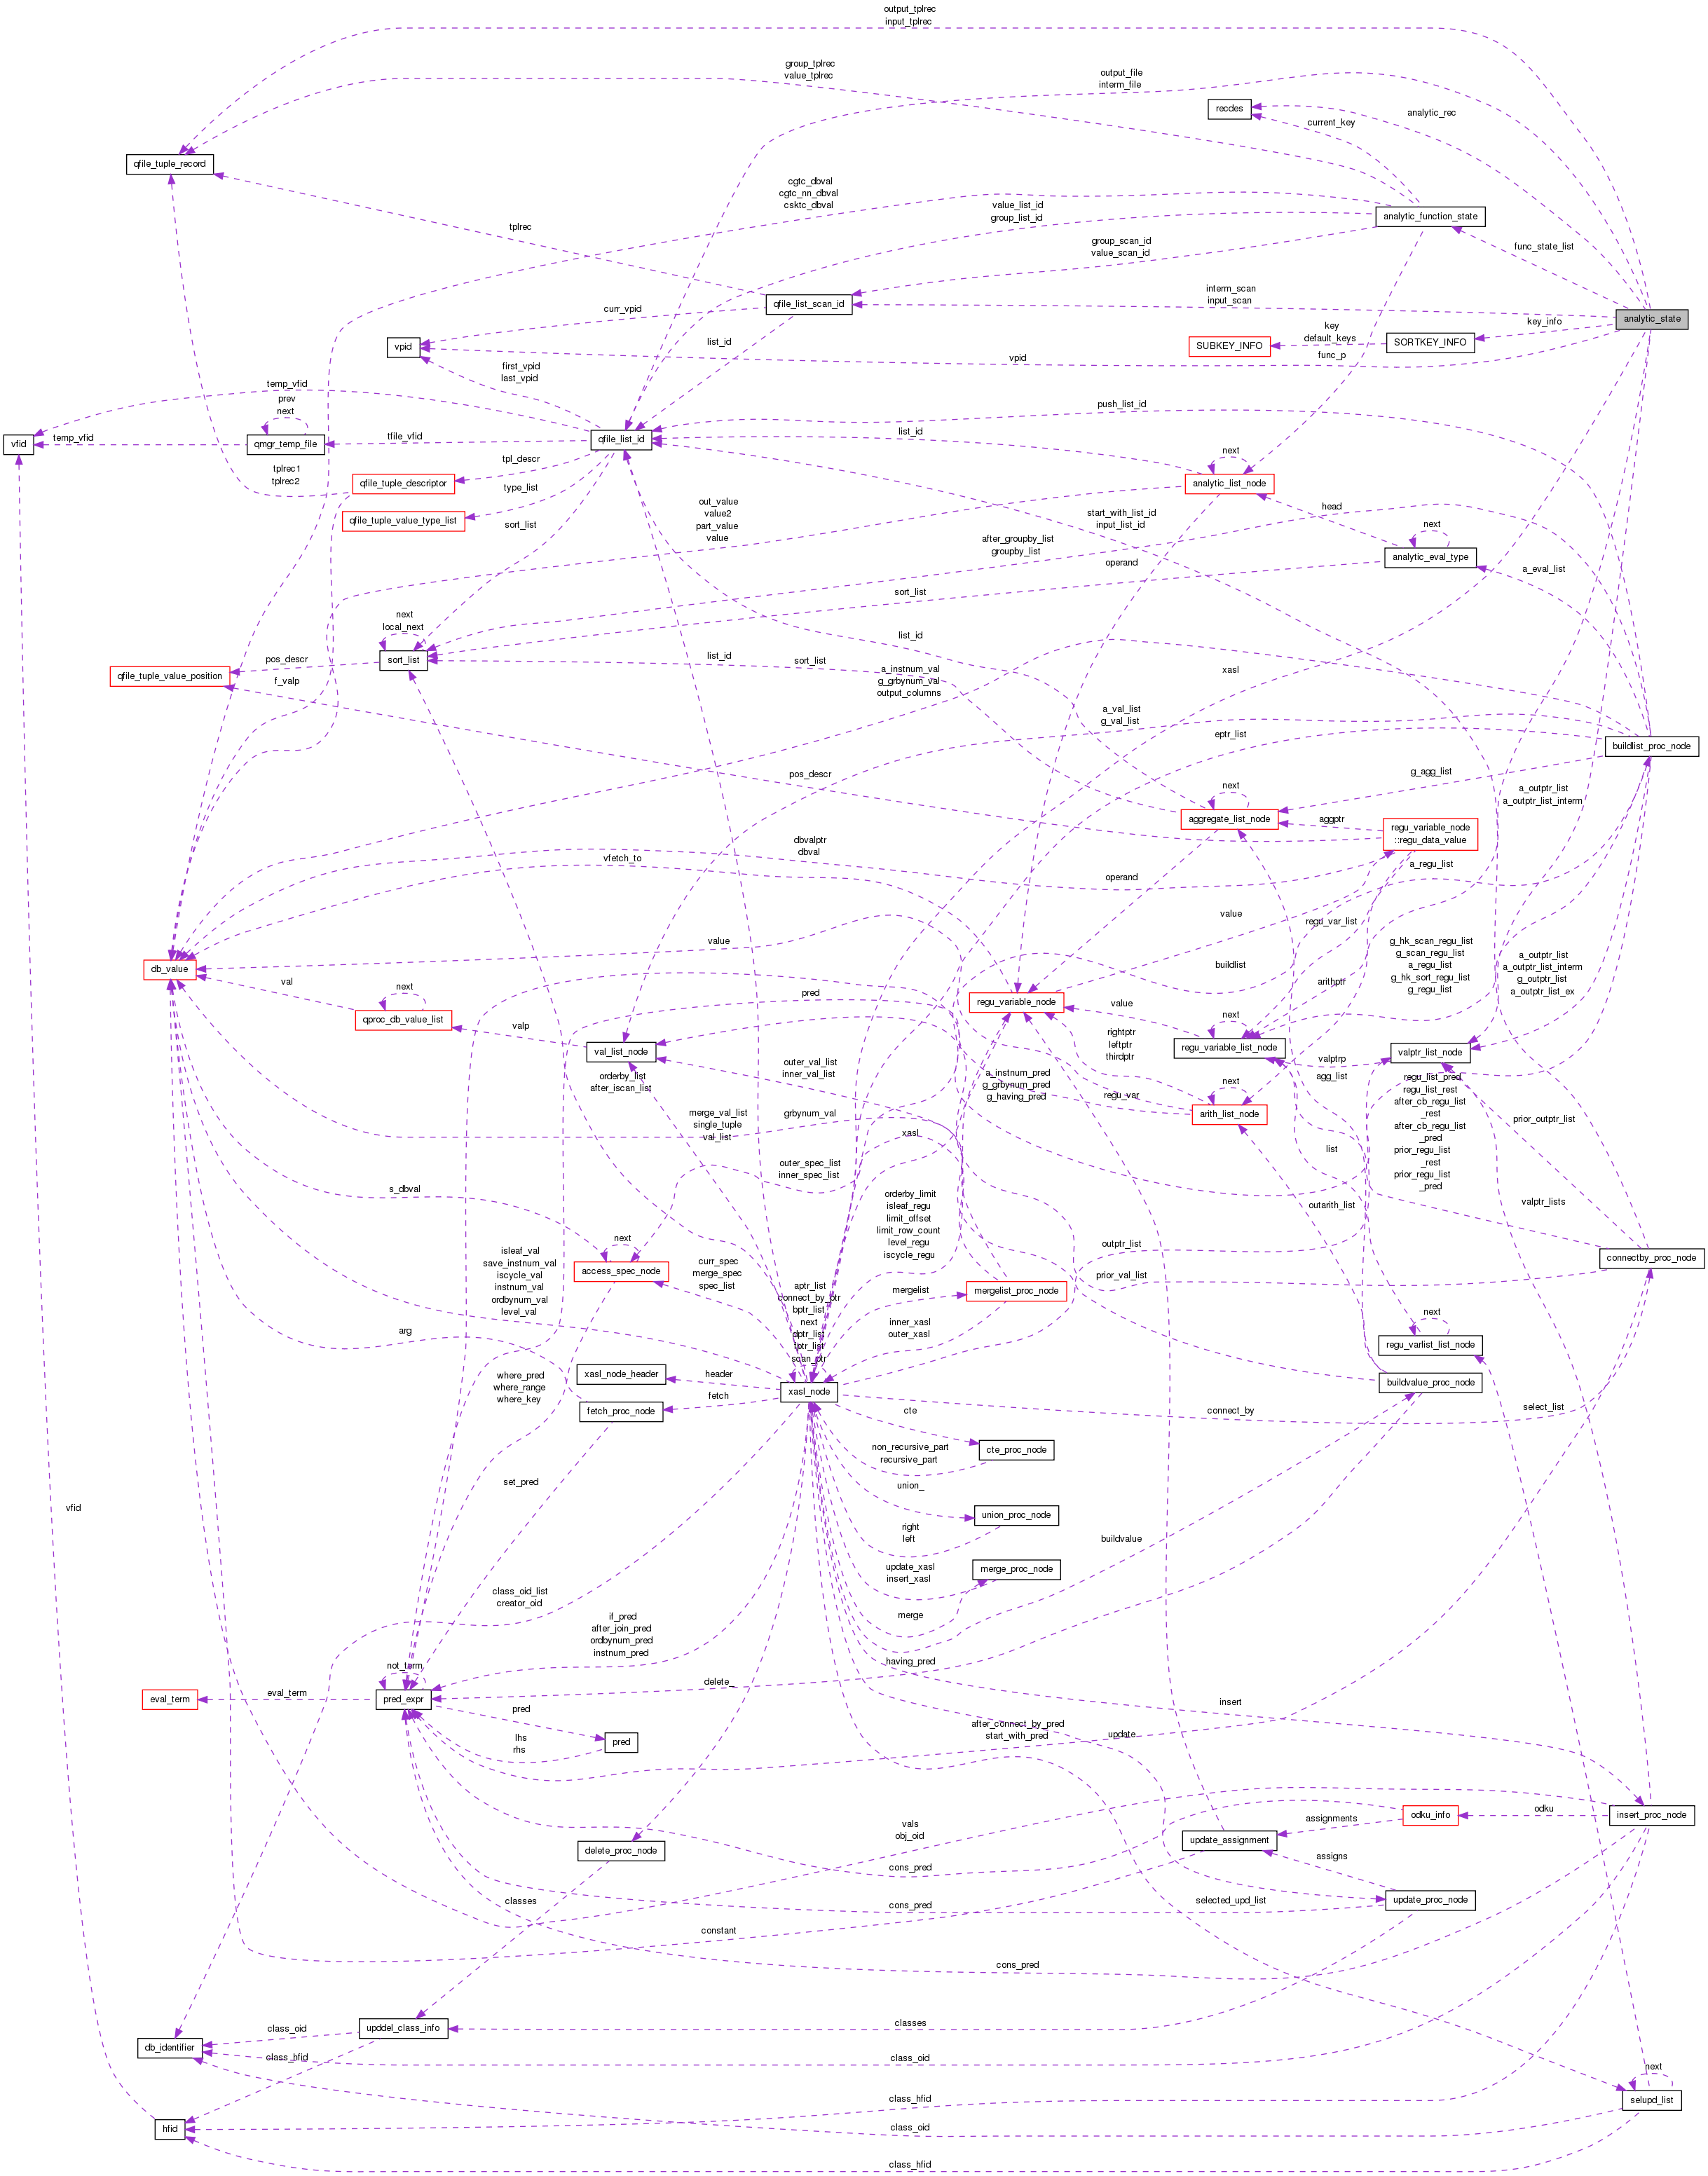 output_tplrec
input_tplrec
group_tplrec
value_tplrec
output_file
interm_file
recdes
analytic_rec
current_key
qfile_tuple_record
cgtc_dbval
cgtc_nn_dbval
csktc_dbval
value_list_id
group_list_id
analytic_function_state
tplrec
group_scan_id
value_scan_id
func_state_list
interm_scan
input_scan
qfile_list_scan_id
curr_vpid
analytic_state
key_info
key
default_keys
vpid
list_id
SUBKEY_INFO
SORTKEY_INFO
vpid
func_p
first_vpid
last_vpid
temp_vfid
prev
next
push_list_id
vfid
temp_vfid
qmgr_temp_file
tfile_vfid
qfile_list_id
list_id
next
tpl_descr
tplrec1
tplrec2
qfile_tuple_descriptor
type_list
analytic_list_node
qfile_tuple_value_type_list
sort_list
out_value
value2
part_value
value
start_with_list_id
input_list_id
head
next
after_groupby_list
groupby_list
analytic_eval_type
operand
a_eval_list
sort_list
next
local_next
list_id
sort_list
pos_descr
list_id
sort_list
a_instnum_val
g_grbynum_val
output_columns
xasl
qfile_tuple_value_position
f_valp
a_val_list
g_val_list
eptr_list
buildlist_proc_node
pos_descr
g_agg_list
a_outptr_list
a_outptr_list_interm
next
aggregate_list_node
aggptr
regu_variable_node
::regu_data_value
dbvalptr
dbval
vfetch_to
a_regu_list
operand
value
regu_var_list
db_value
value
val
next
qproc_db_value_list
buildlist
arithptr
g_hk_scan_regu_list
g_scan_regu_list
a_regu_list
g_hk_sort_regu_list
g_regu_list
a_outptr_list
a_outptr_list_interm
g_outptr_list
a_outptr_list_ex
pred
regu_variable_node
value
next
valp
val_list_node
rightptr
leftptr
thirdptr
regu_variable_list_node
valptr_list_node
valptrp
outer_val_list
inner_val_list
orderby_list
after_iscan_list
a_instnum_pred
g_grbynum_pred
g_having_pred
regu_var
next
agg_list
regu_list_pred
regu_list_rest
after_cb_regu_list
_rest
after_cb_regu_list
_pred
prior_regu_list
_rest
prior_regu_list
_pred
arith_list_node
merge_val_list
single_tuple
val_list
grbynum_val
xasl
prior_outptr_list
list
s_dbval
outer_spec_list
inner_spec_list
orderby_limit
isleaf_regu
limit_offset
limit_row_count
level_regu
iscycle_regu
outarith_list
valptr_lists
next
access_spec_node
isleaf_val
save_instnum_val
iscycle_val
instnum_val
ordbynum_val
level_val
curr_spec
merge_spec
spec_list
outptr_list
connectby_proc_node
prior_val_list
aptr_list
connect_by_ptr
bptr_list
next
dptr_list
fptr_list
scan_ptr
mergelist
mergelist_proc_node
next
arg
inner_xasl
outer_xasl
regu_varlist_list_node
where_pred
where_range
where_key
xasl_node_header
header
buildvalue_proc_node
fetch
xasl_node
fetch_proc_node
cte
connect_by
select_list
non_recursive_part
recursive_part
cte_proc_node
set_pred
union_
union_proc_node
vfid
right
left
buildvalue
update_xasl
insert_xasl
merge_proc_node
class_oid_list
creator_oid
merge
if_pred
after_join_pred
ordbynum_pred
instnum_pred
not_term
having_pred
delete_
eval_term
eval_term
pred_expr
insert
pred
lhs
rhs
pred
after_connect_by_pred
start_with_pred
update
vals
obj_oid
assignments
odku_info
odku
insert_proc_node
update_assignment
delete_proc_node
cons_pred
assigns
classes
cons_pred
selected_upd_list
update_proc_node
constant
cons_pred
class_oid
upddel_class_info
classes
db_identifier
class_hfid
class_oid
next
class_hfid
selupd_list
hfid
class_oid
class_hfid